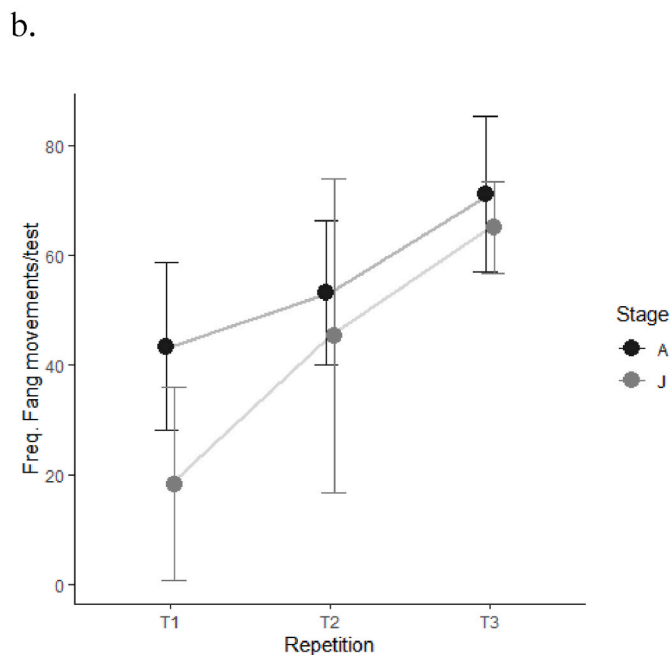 b.
80
60
40
20
0
Freq. Fang movements/test
T1 T2 T3
Repetition
Stage
A
J